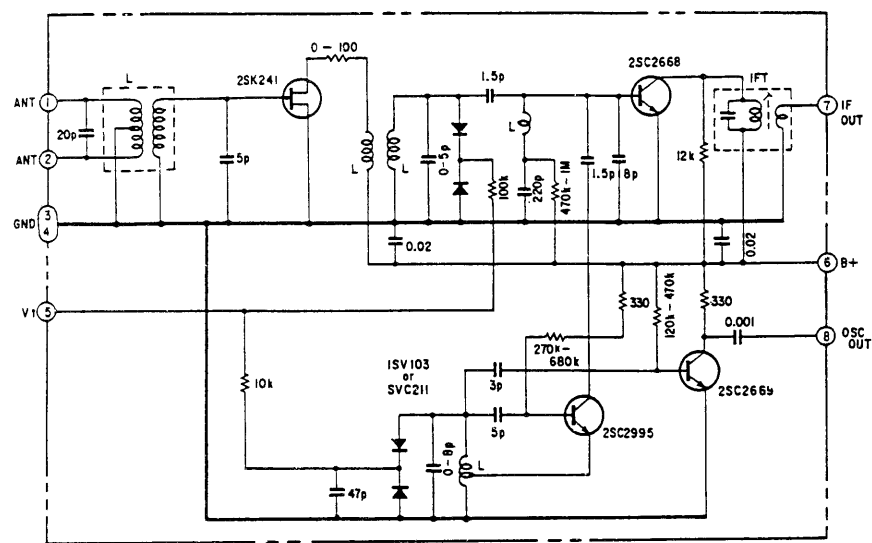 0 – 100
2SK241
L
ANT 1
20p
ANT 2
5p
GND 3 4
L
L
0-5p
1.5p
100k
L
220p
470k-1M
1.5p
8p
2SC2668
12k
IFT
7 IF OUT
0.02
0.02
6 B+
Vt 5
330
120k-470k
330
0.001
8 OSC OUT
270k-680k
10k
1SV103
or
SVC211
3p
5p
2SC2669
2SC2995
47p
0-8p
L